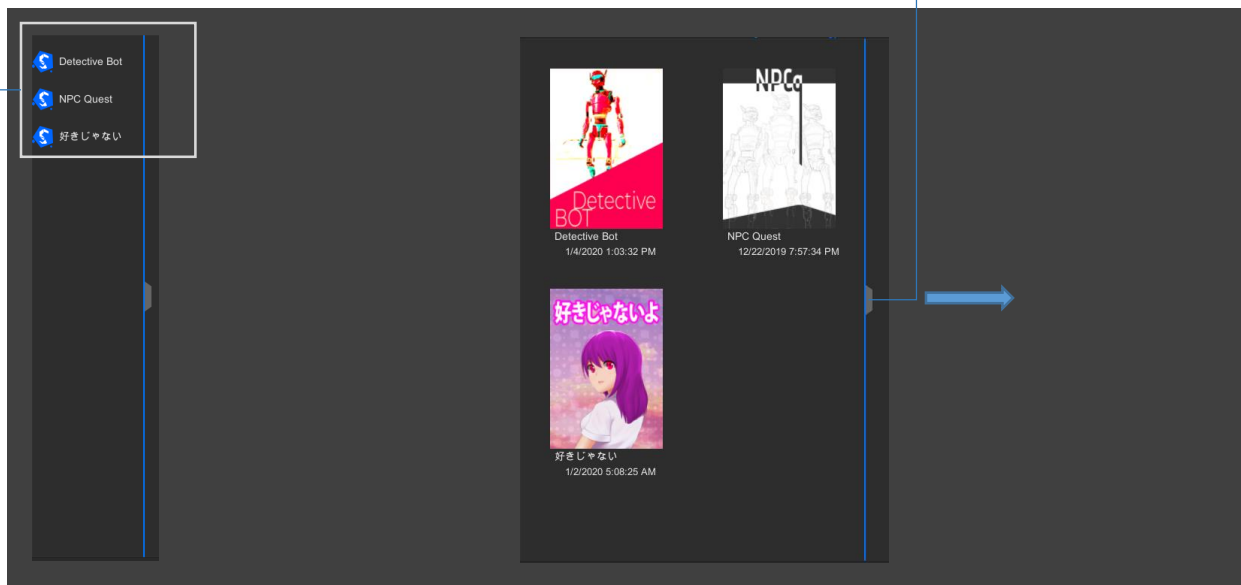 Detective Bot
NPC Quest
好きじゃない
Detective
BOT
Detective Bot
1/4/2020 1:03:32 PM
NPCq
NPC Quest
12/22/2019 7:57:34 PM
好きじゃないよ
好きじゃない
1/2/2020 5:08:25 AM